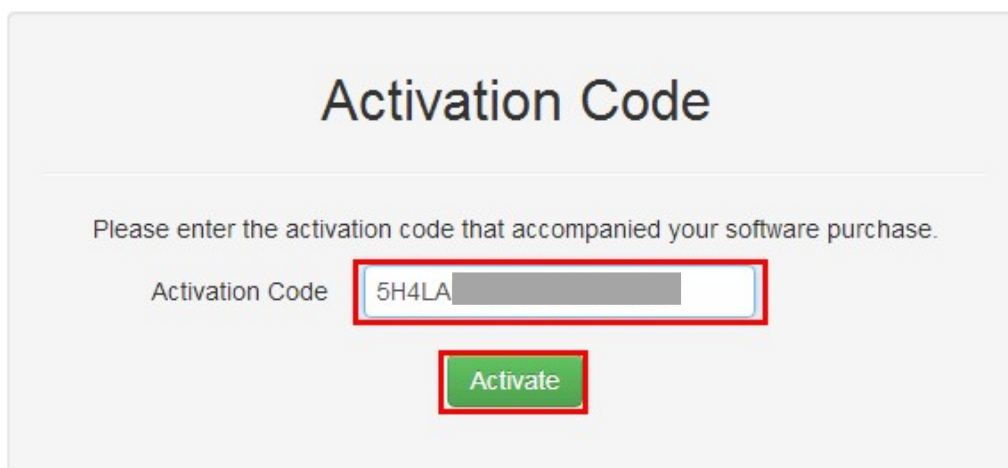 Activation Code
Please enter the activation code that accompanied your software purchase.
Activation Code 5H4LA
Activate